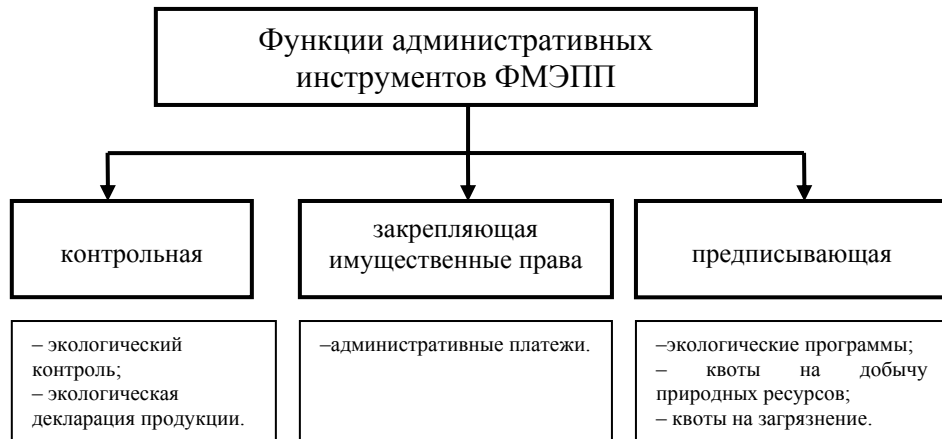 Функции административных
инструментов ФМЭПП
контрольная
закрепляющая
имущественные права
предписывающая
– экологический
контроль;
– экологическая
декларация продукции.
–административные платежи.
–экологические программы;
– квоты на добычу
природных ресурсов;
– квоты на загрязнение.